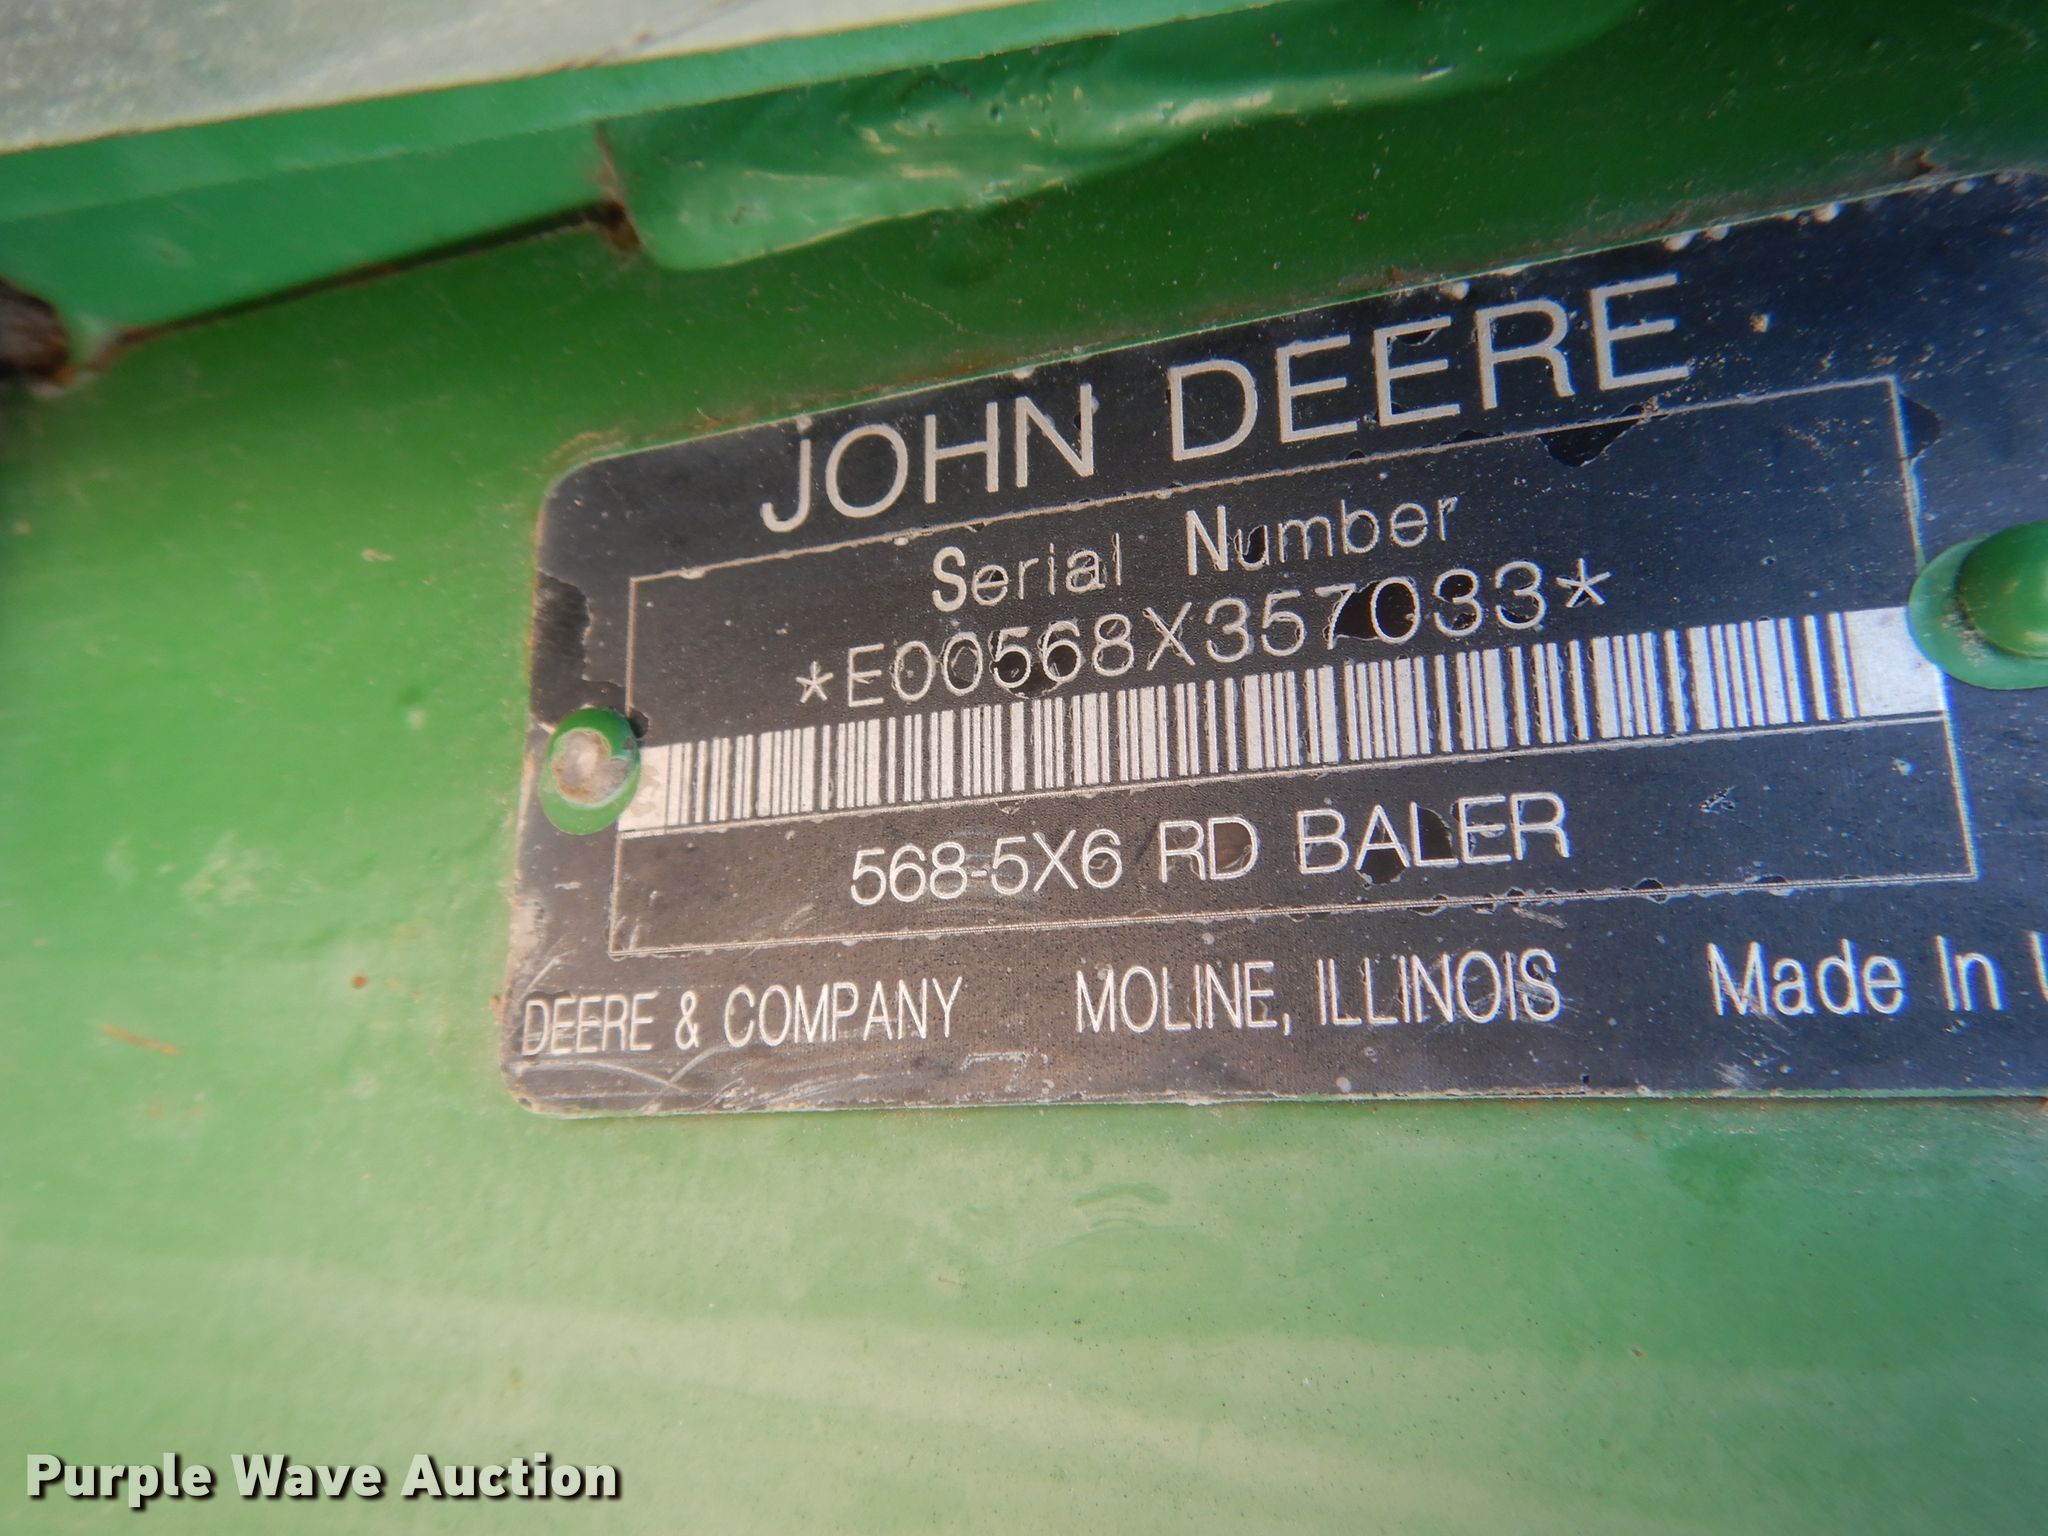 JOHN DEERE
Serial Number
*E00568X357033*
568-5X6 RD BALER
DEERE & COMPANY MOLINE, ILLINOIS Made In
Purple Wave Auction